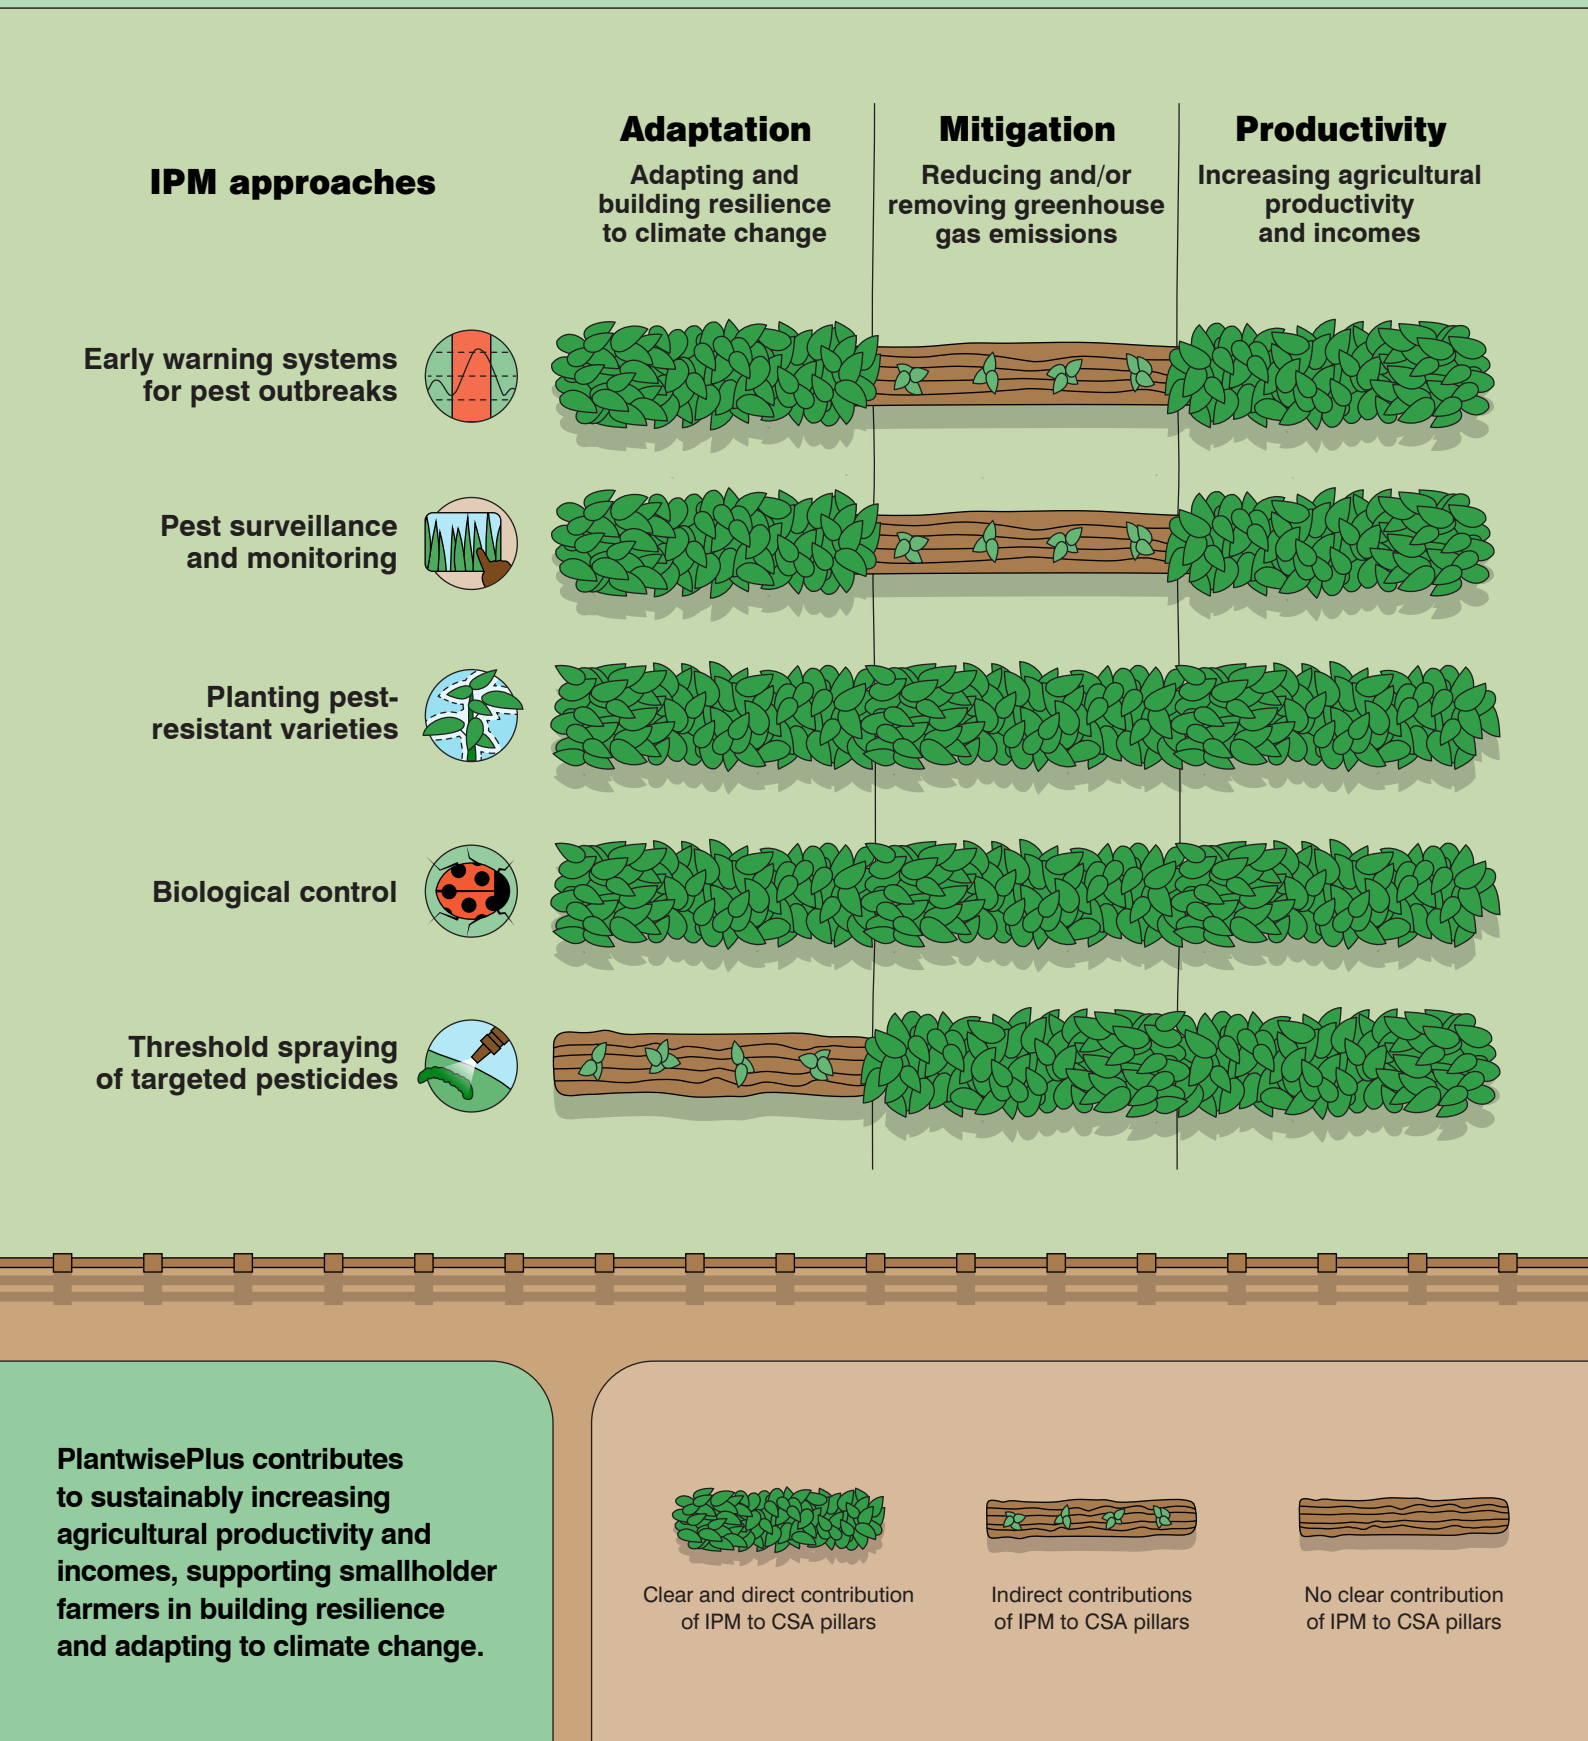 IPM approaches
Adaptation
Adapting and
building resilience
to climate change
Mitigation
Reducing and/or
removing greenhouse
gas emissions
Productivity
Increasing agricultural
productivity
and incomes
Early warning systems
for pest outbreaks
Pest surveillance
and monitoring
Planting pest-
resistant varieties
Biological control
Threshold spraying
of targeted pesticides
PlantwisePlus contributes
to sustainably increasing
agricultural productivity and
incomes, supporting smallholder
farmers in building resilience
and adapting to climate change.
Clear and direct contribution
of IPM to CSA pillars
Indirect contributions
of IPM to CSA pillars
No clear contribution
of IPM to CSA pillars